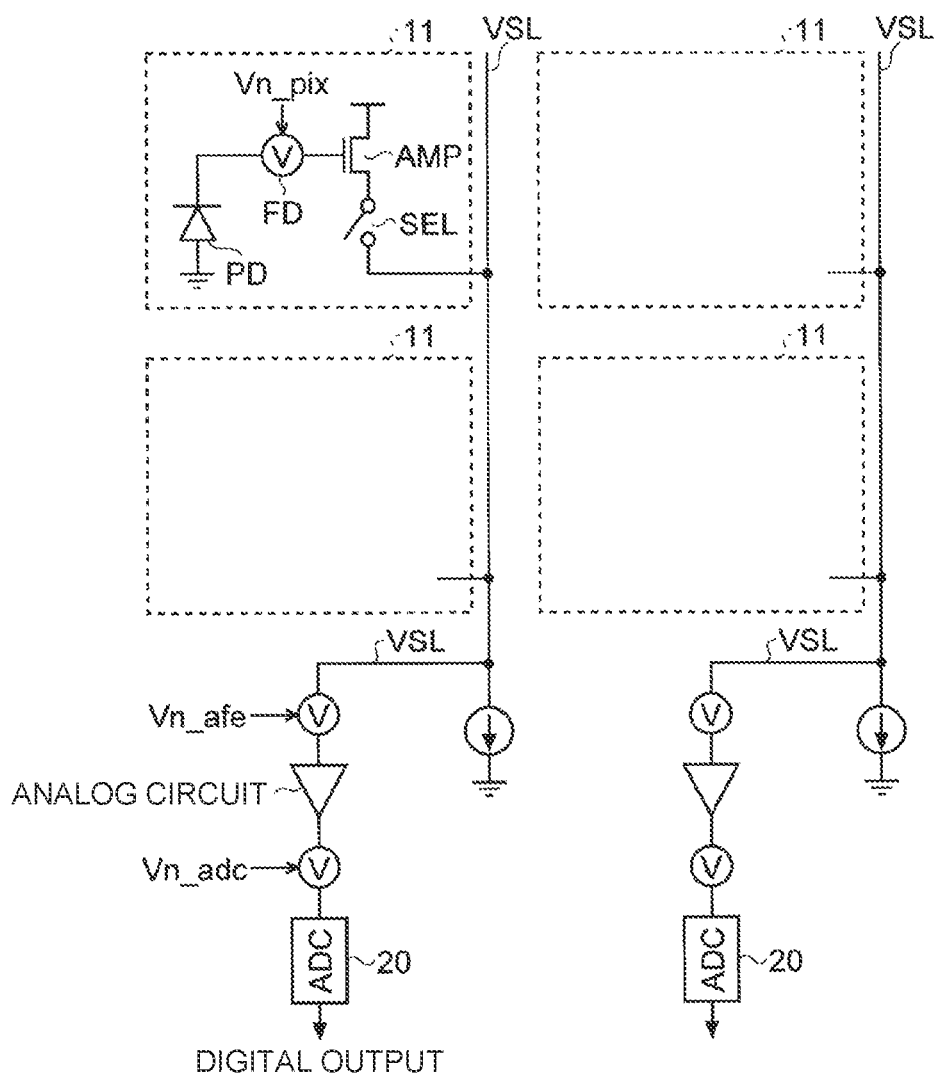 11
VSL
11
VSL
Vn_pix
V
AMP
FD
SEL
PD
11
11
VSL
VSL
Vn_afe
V
V
ANALOG CIRCUIT
Vn_adc
V
V
ADC
20
ADC
20
DIGITAL OUTPUT